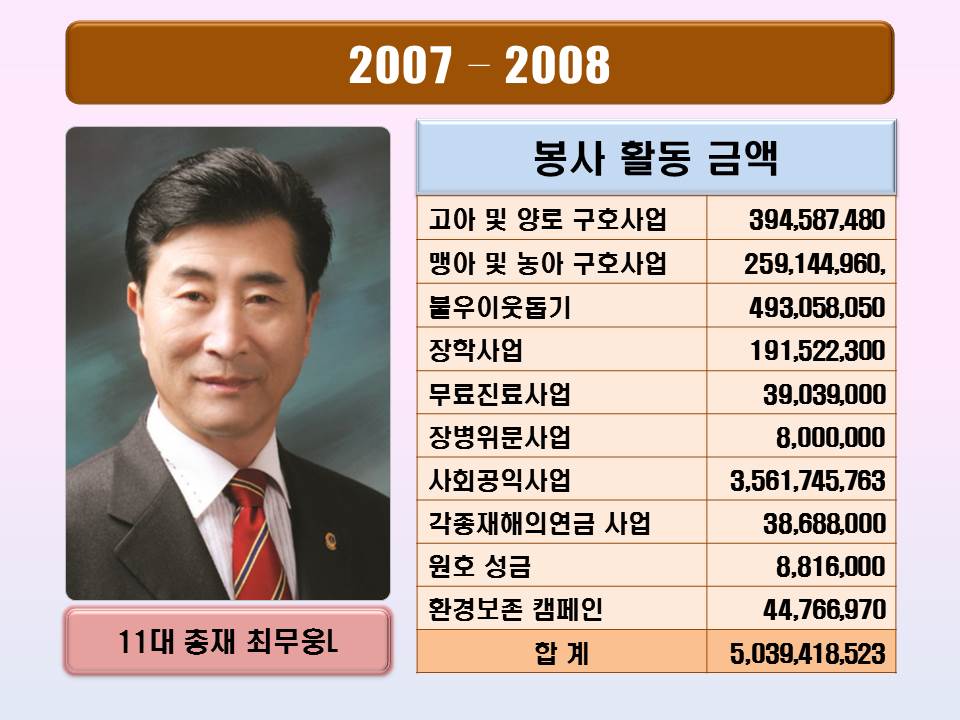 2007 – 2008
봉사 활동 금액
고아 및 양로 구호사업 394,587,480
맹아 및 농아 구호사업 259,144,960,
불우이웃돕기 493,058,050
장학사업 191,522,300
무료진료사업 39,039,000
장병위문사업 8,000,000
사회공익사업 3,561,745,763
각종재해의연금 사업 38,688,000
원호 성금 8,816,000
환경보존 캠페인 44,766,970
합 계 5,039,418,523
11대 총재 최무웅L